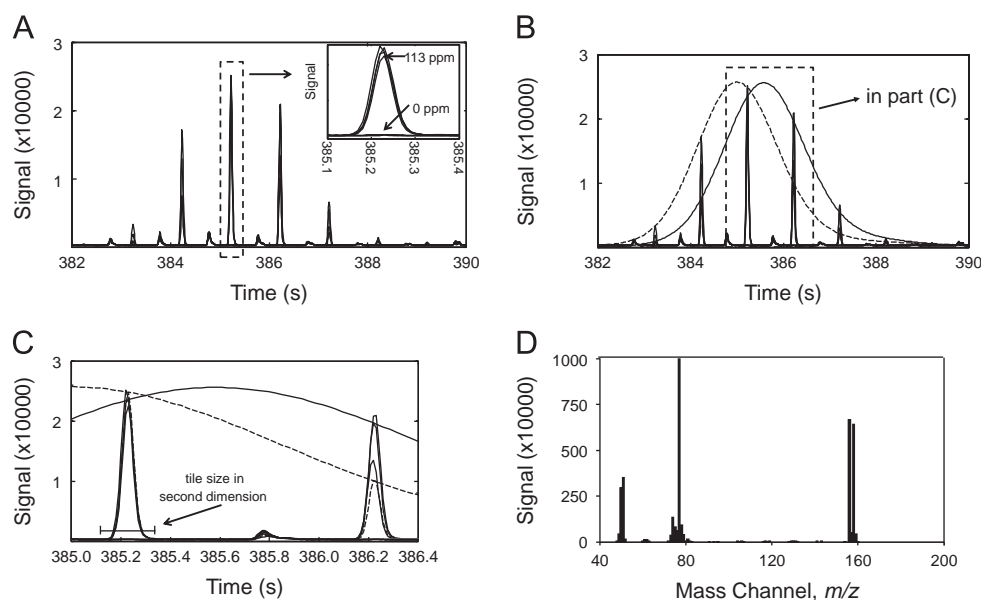 A
Signal (x10000)
3
2
1
382
384
386
388
390
Time (s)
Signal
113 ppm
0 ppm
385.1
385.2
385.3
385.4
B
Signal (x10000)
3
2
1
382
384
386
388
390
Time (s)
in part (C)
C
Signal (x10000)
3
2
1
tile size in
second dimension
385.0
385.2
385.4
385.6
385.8
386.0
386.2
386.4
Time (s)
D
Signal (x10000)
1000
750
500
250
0
40
80
120
160
200
Mass Channel, m/z